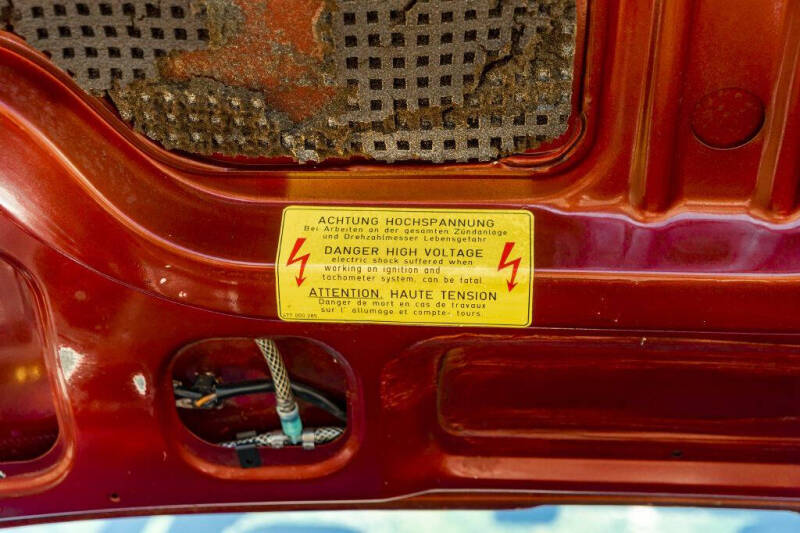 ACHTUNG HOCHSPANNUNG
Bei Arbeiten an der gesamten Zündanlage
und Drehzahlmesser Lebensgefahr
DANGER HIGH VOLTAGE
electric shock suffered when
working on ignition and
tachometer system, can be fatal
ATTENTION, HAUTE TENSION
Danger de mort en cas de travaux
sur l' allumage et compte- tours.